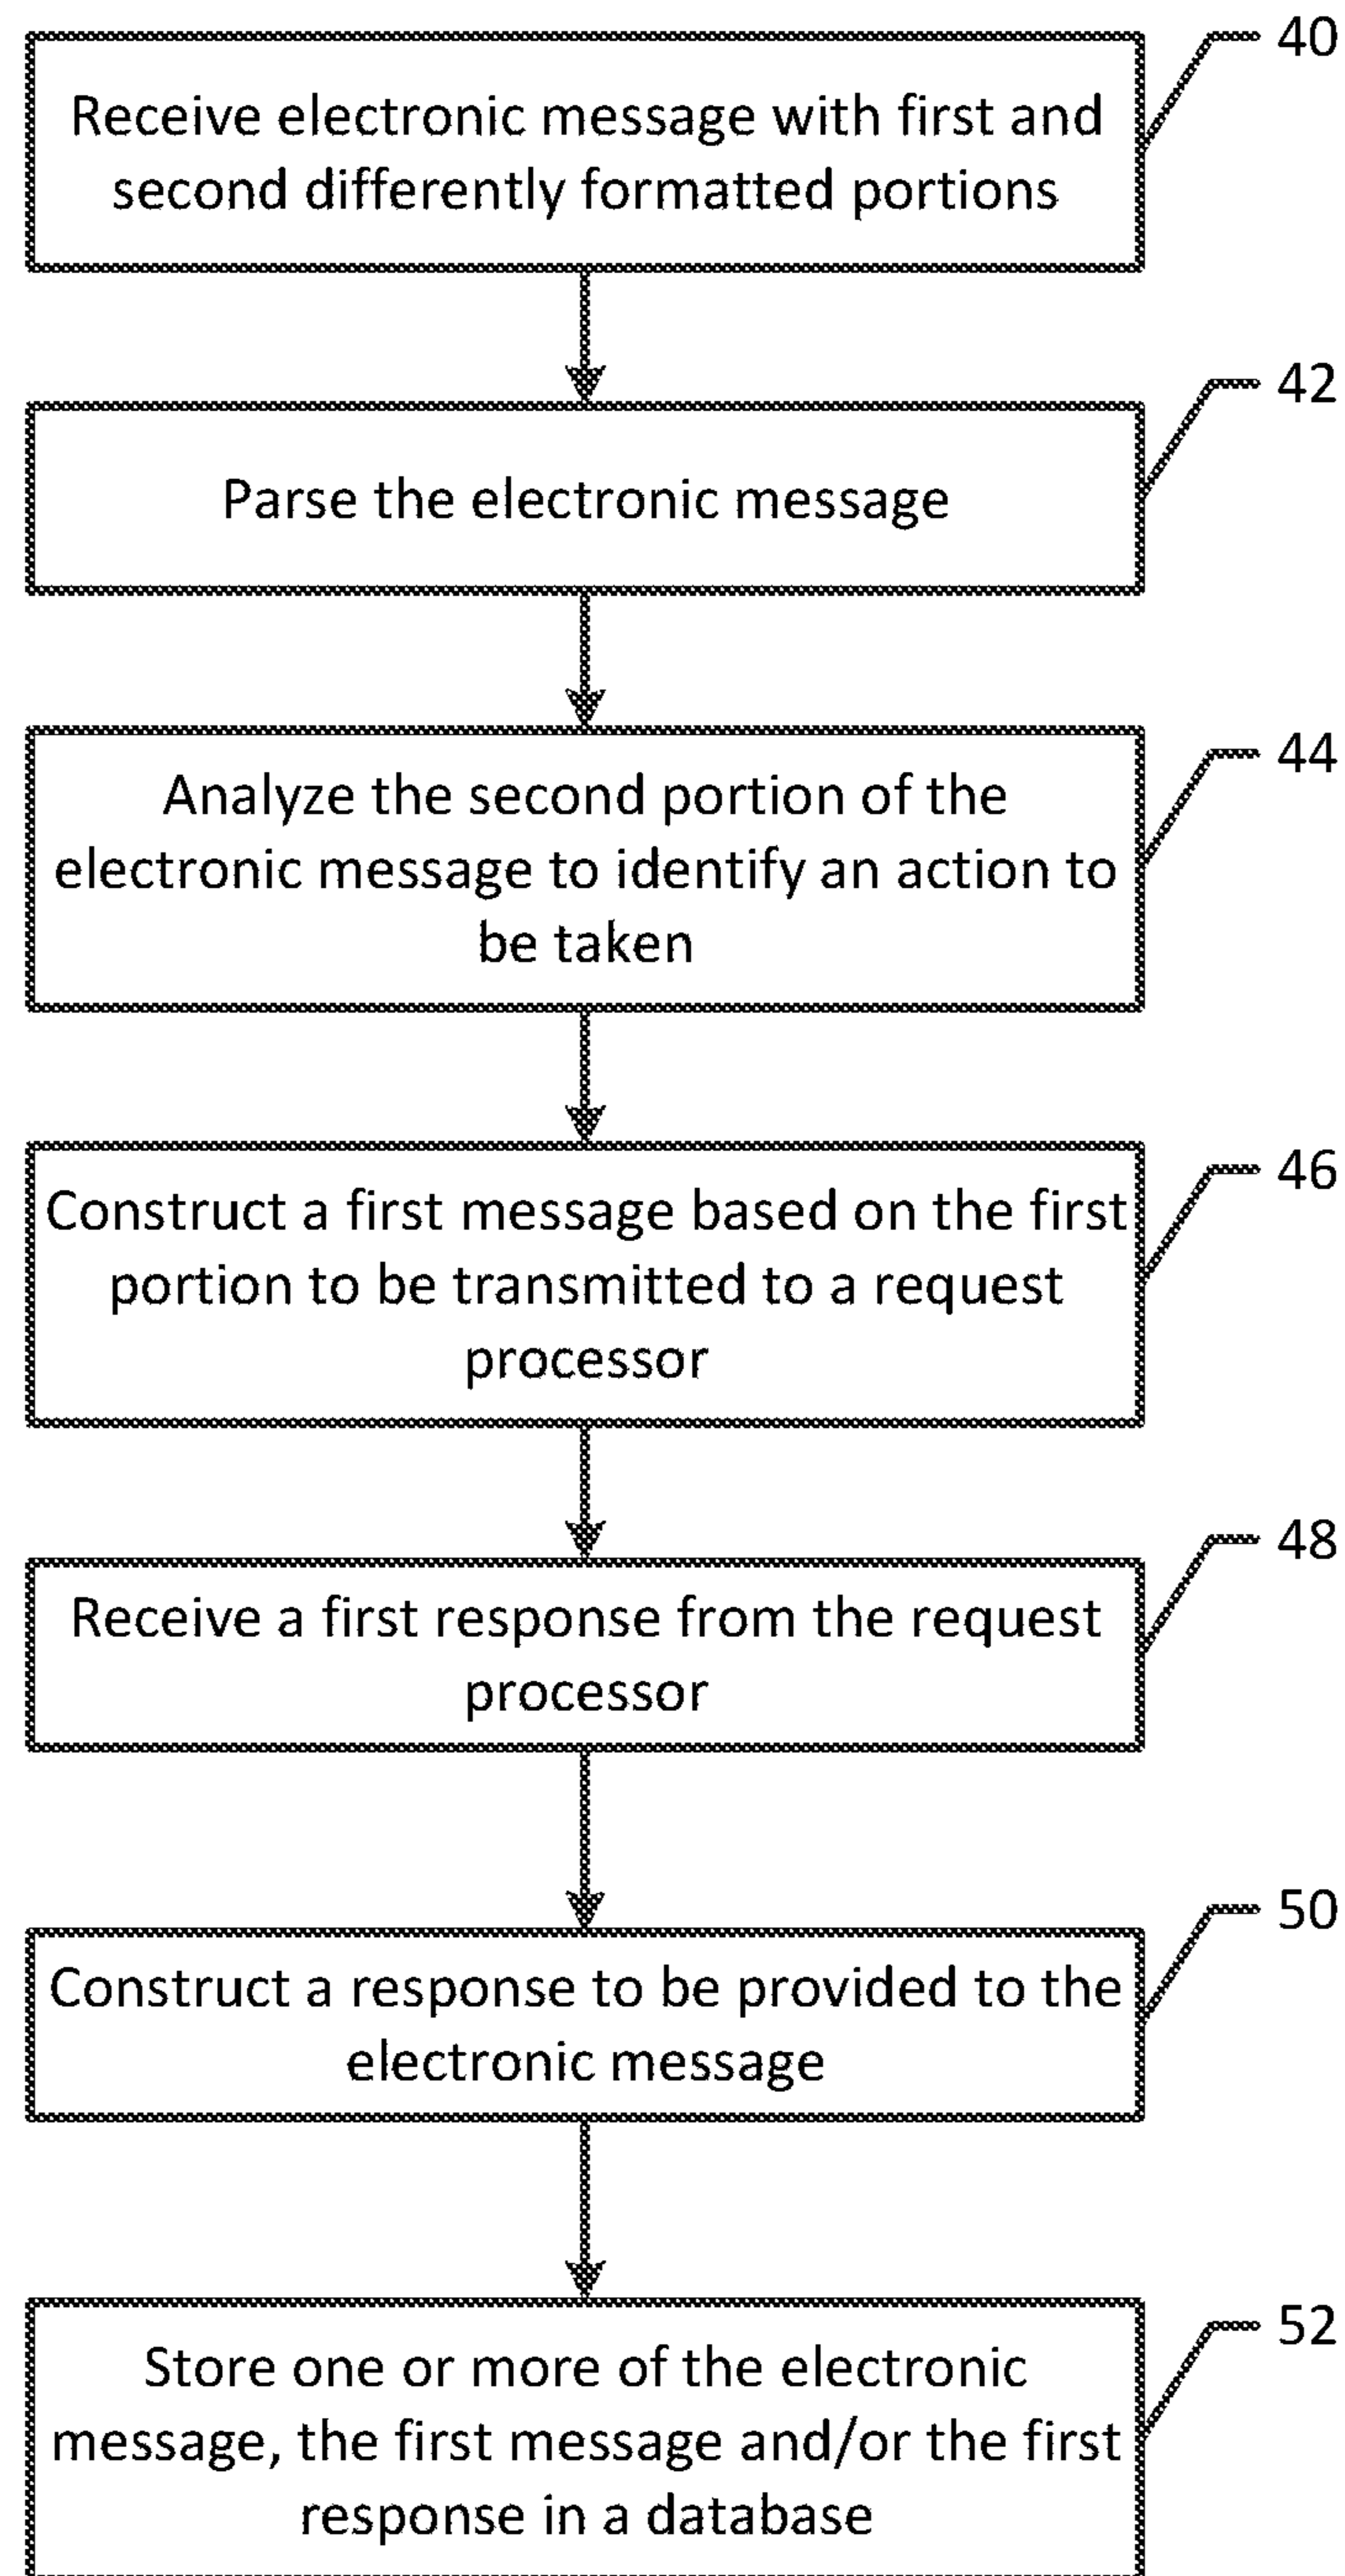 40
Receive electronic message with first and
second differently formatted portions
42
Parse the electronic message
44
Analyze the second portion of the
electronic message to identify an action to
be taken
46
Construct a first message based on the first
portion to be transmitted to a request
processor
48
Receive a first response from the request
processor
50
Construct a response to be provided to the
electronic message
52
Store one or more of the electronic
message, the first message and/or the first
response in a database